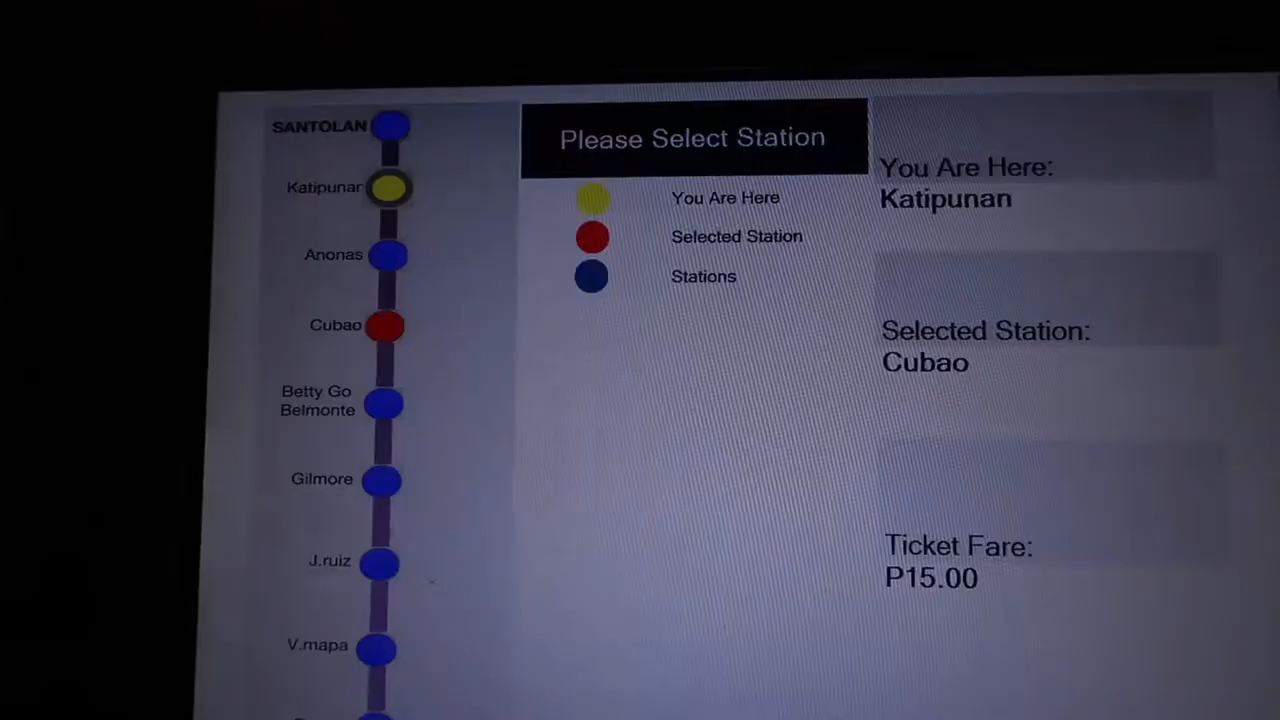 SANTOLAN
Katipunan
Anonas
Cubao
Betty Go
Belmonte
Gilmore
J.ruiz
V.mapa
Please Select Station
You Are Here
Selected Station
Stations
You Are Here:
Katipunan
Selected Station:
Cubao
Ticket Fare:
P15.00